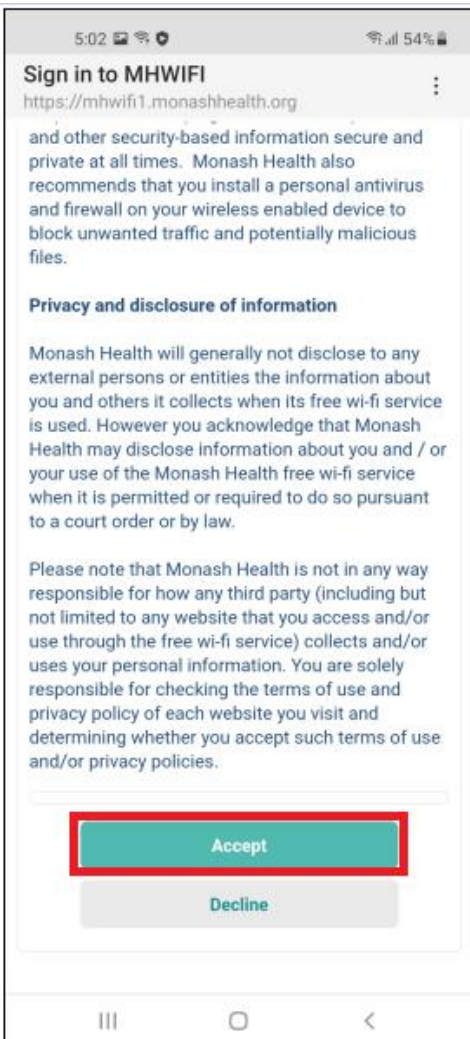 5:02 54%
Sign in to MHWIFI
https://mhwifi1.monashhealth.org
and other security-based information secure and
private at all times.  Monash Health also
recommends that you install a personal antivirus
and firewall on your wireless enabled device to
block unwanted traffic and potentially malicious
files.
Privacy and disclosure of information
Monash Health will generally not disclose to any
external persons or entities the information about
you and others it collects when its free wi-fi service
is used. However you acknowledge that Monash
Health may disclose information about you and / or
your use of the Monash Health free wi-fi service
when it is permitted or required to do so pursuant
to a court order or by law.
Please note that Monash Health is not in any way
responsible for how any third party (including but
not limited to any website that you access and/or
use through the free wi-fi service) collects and/or
uses your personal information. You are solely
responsible for checking the terms of use and
privacy policy of each website you visit and
determining whether you accept such terms of use
and/or privacy policies.
Accept
Decline